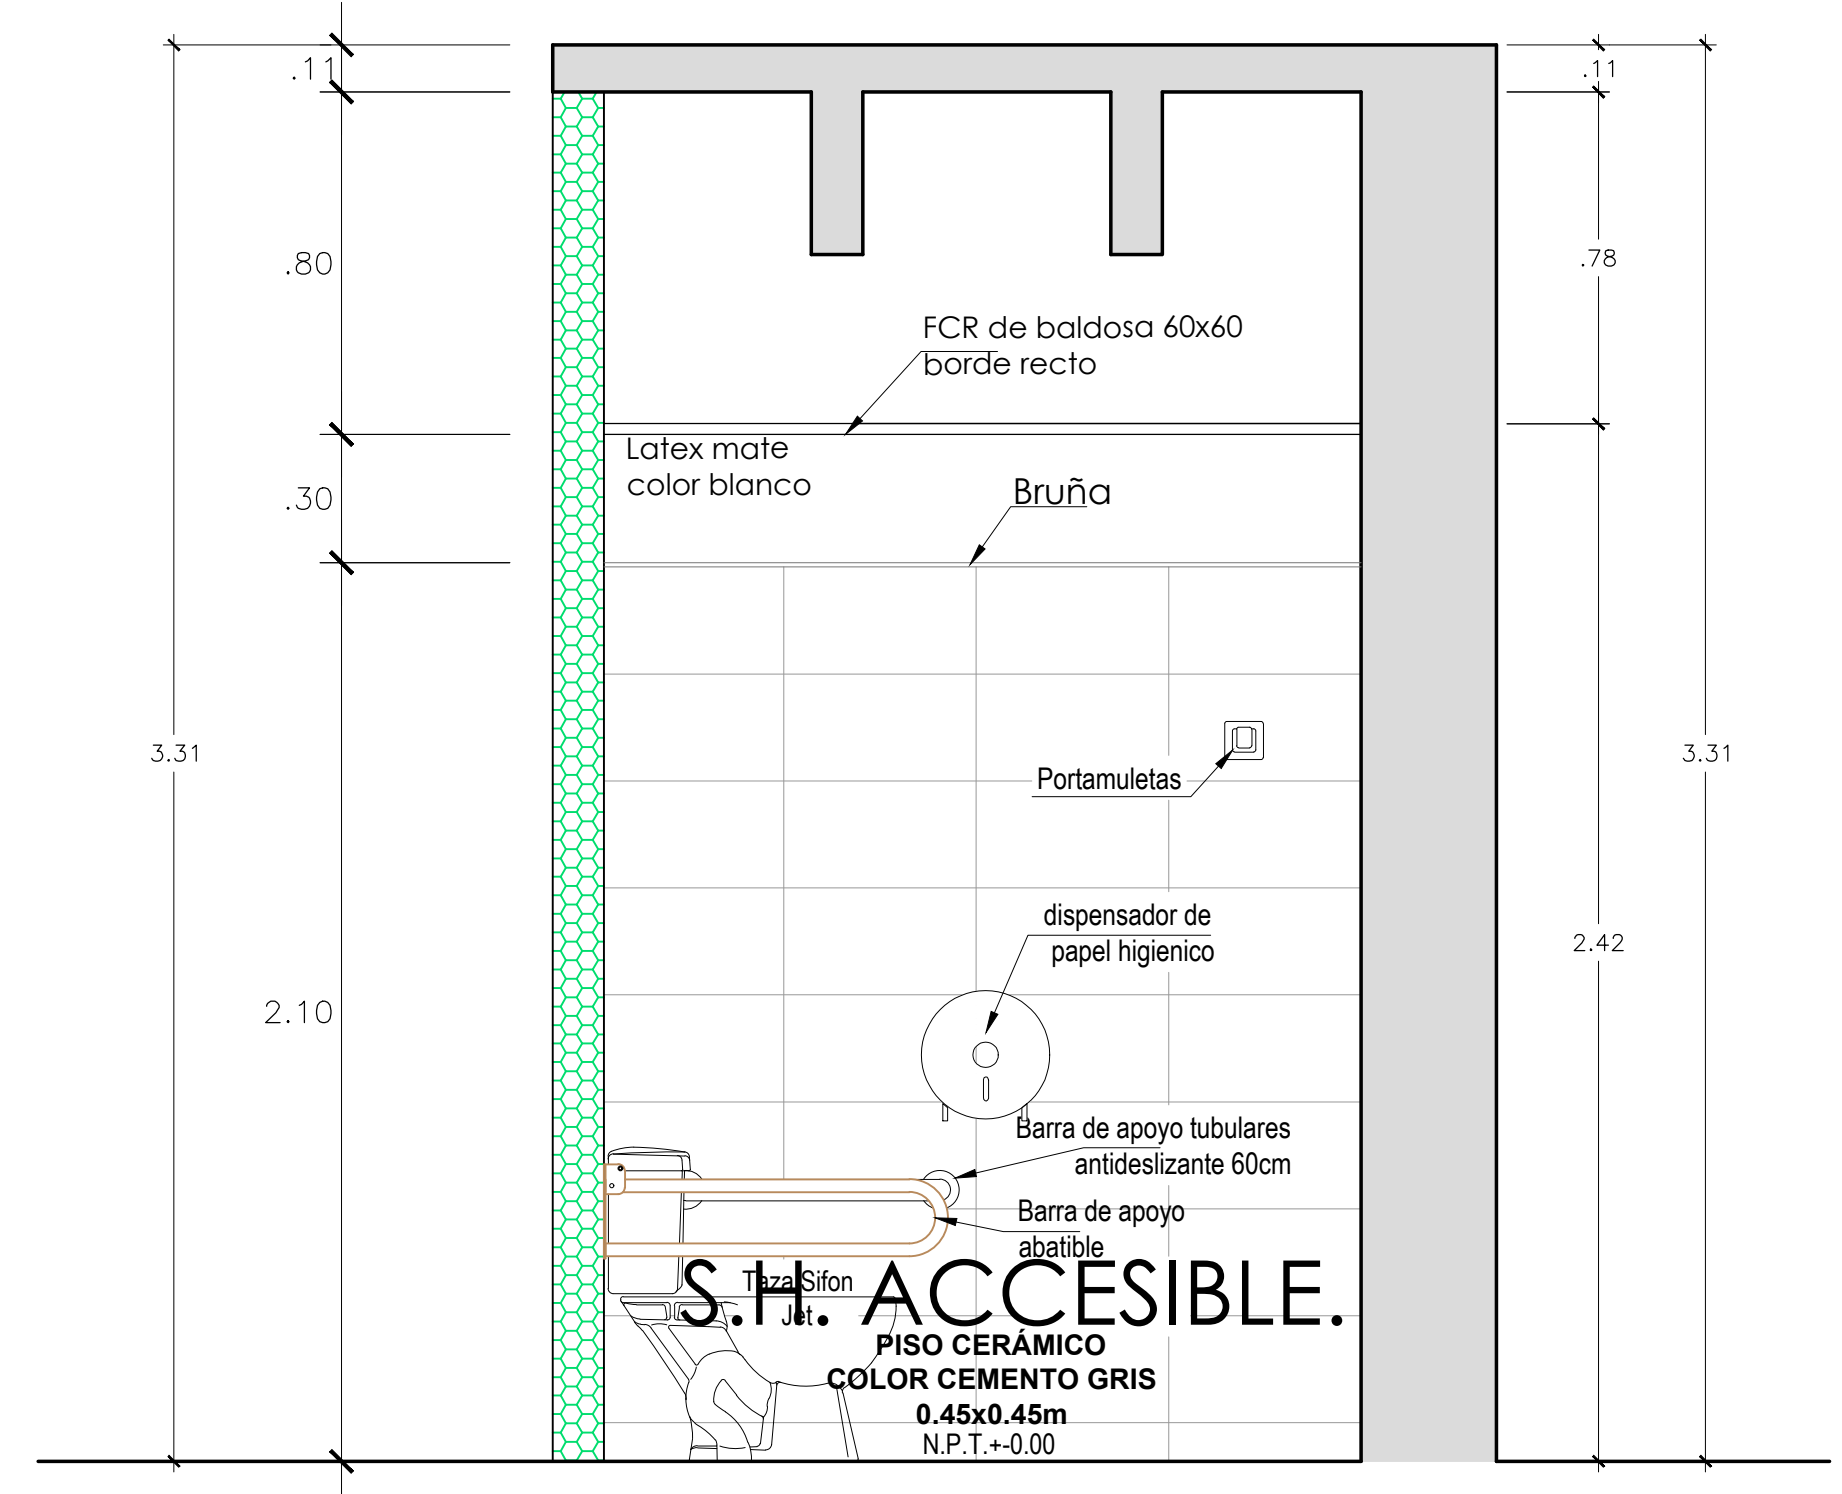 .11
.11
.80
.78
FCR de baldosa 60x60
borde recto
Latex mate
color blanco
.30
Bruña
3.31
3.31
Portamuletas
dispensador de
papel higienico
2.42
2.10
Barra de apoyo tubulares
antideslizante 60cm
Barra de apoyo
abatible
Taza Sifon
Jet
S.H. ACCESIBLE.
PISO CERÁMICO
COLOR CEMENTO GRIS
0.45x0.45m
N.P.T.+-0.00